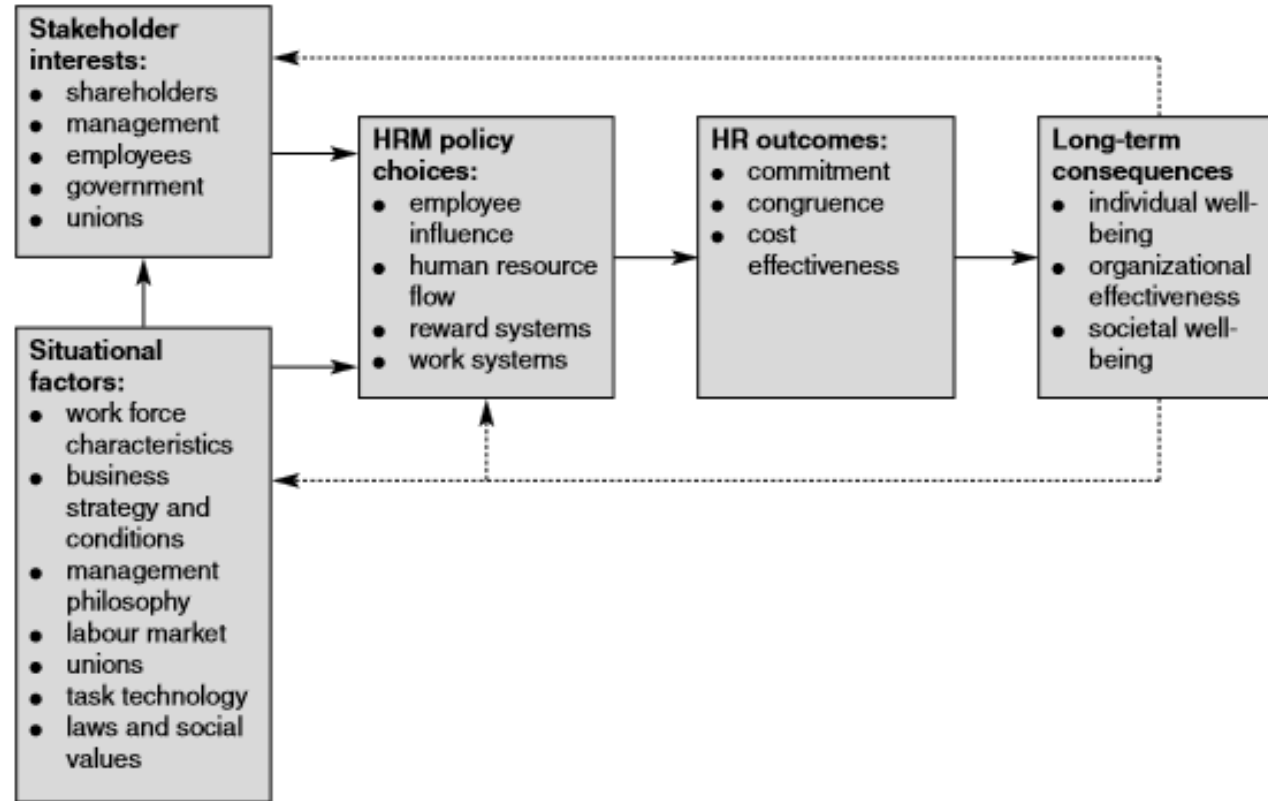 Stakeholder
interests:
● shareholders
● management
● employees
● government
● unions
Situational
factors:
● work force
characteristics
● business
strategy and
conditions
● management
philosophy
● labour market
● unions
● task technology
● laws and social
values
HRM policy
choices:
● employee
influence
● human resource
flow
● reward systems
● work systems
HR outcomes:
● commitment
● congruence
● cost
effectiveness
Long-term
consequences
● individual well-
being
● organizational
effectiveness
● societal well-
being